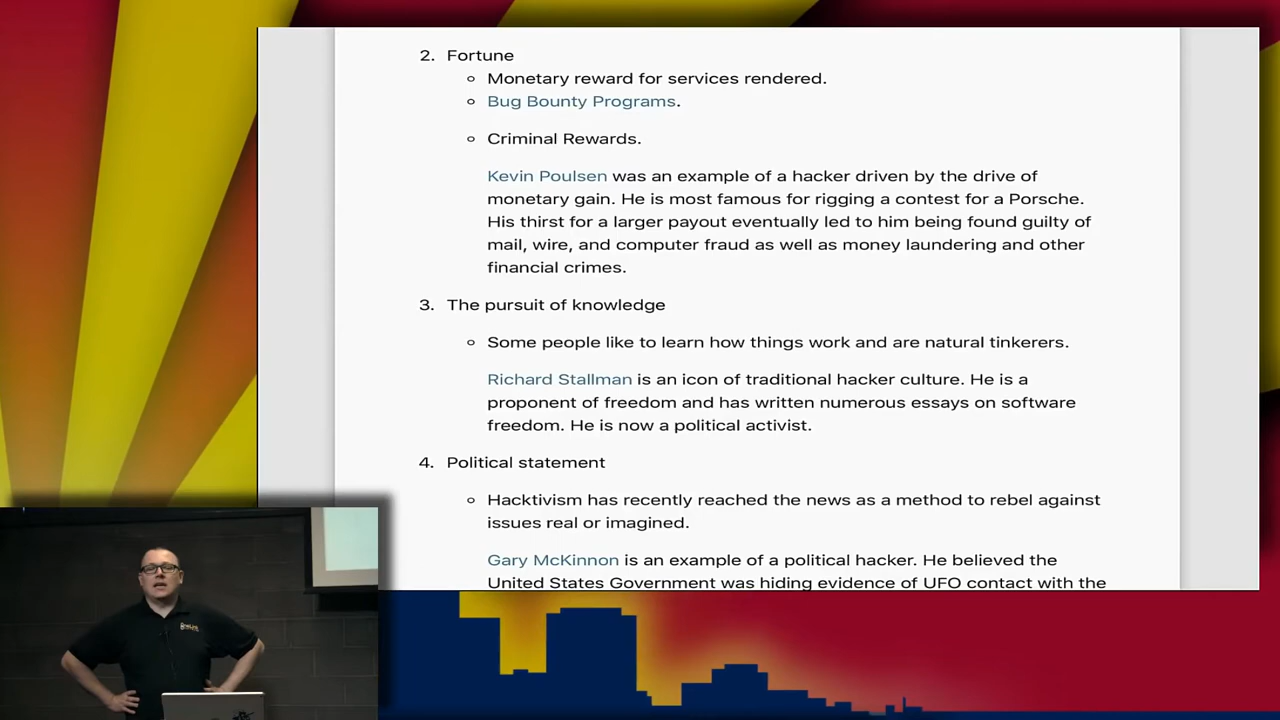 2. Fortune
Monetary reward for services rendered.
Bug Bounty Programs.
Criminal Rewards.
Kevin Poulsen was an example of a hacker driven by the drive of
monetary gain. He is most famous for rigging a contest for a Porsche.
His thirst for a larger payout eventually led to him being found guilty of
mail, wire, and computer fraud as well as money laundering and other
financial crimes.
3. The pursuit of knowledge
Some people like to learn how things work and are natural tinkerers.
Richard Stallman is an icon of traditional hacker culture. He is a
proponent of freedom and has written numerous essays on software
freedom. He is now a political activist.
4. Political statement
Hacktivism has recently reached the news as a method to rebel against
issues real or imagined.
Gary McKinnon is an example of a political hacker. He believed the
United States Government was hiding evidence of UFO contact with the